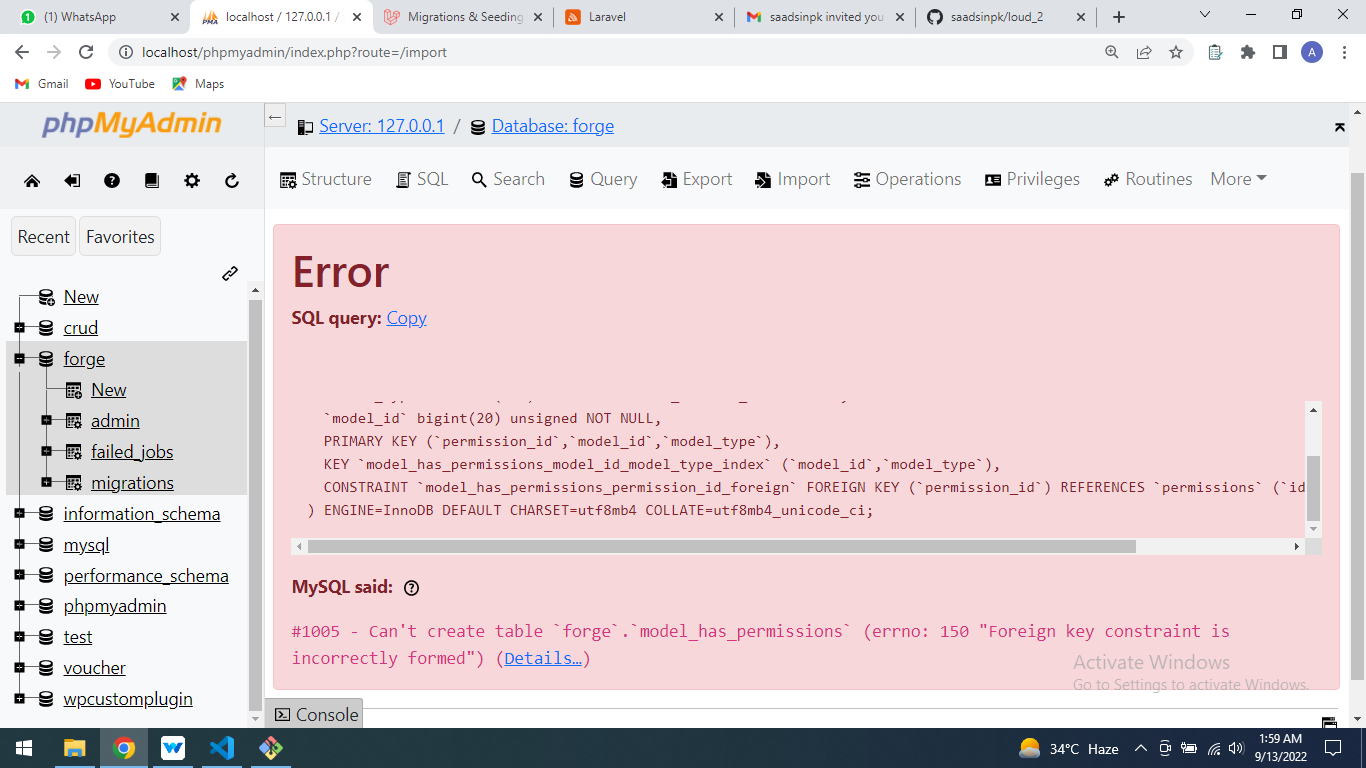 (1) WhatsApp
localhost / 127.0.0.1 /
Migrations & Seeding
Laravel
saadsinpk invited you
saadsinpk/loud_2
localhost/phpmyadmin/index.php?route=/import
A
Gmail
YouTube
Maps
phpMyAdmin
Server: 127.0.0.1 / Database: forge
Structure
SQL
Search
Query
Export
Import
Operations
Privileges
Routines
More
Recent
Favorites
New
crud
forge
New
admin
failed_jobs
migrations
information_schema
mysql
performance_schema
phpmyadmin
test
voucher
wpcustomplugin
Error
SQL query: Copy
`model_id` bigint(20) unsigned NOT NULL,
PRIMARY KEY (`permission_id`,`model_id`,`model_type`),
KEY `model_has_permissions_model_id_model_type_index` (`model_id`,`model_type`),
CONSTRAINT `model_has_permissions_permission_id_foreign` FOREIGN KEY (`permission_id`) REFERENCES `permissions` (`id
) ENGINE=InnoDB DEFAULT CHARSET=utf8mb4 COLLATE=utf8mb4_unicode_ci;
MySQL said:
#1005 - Can't create table `forge`.`model_has_permissions` (errno: 150 "Foreign key constraint is
incorrectly formed") (Details…)
Activate Windows
Go to Settings to activate Windows.
Console
34°C Haze
1:59 AM
9/13/2022